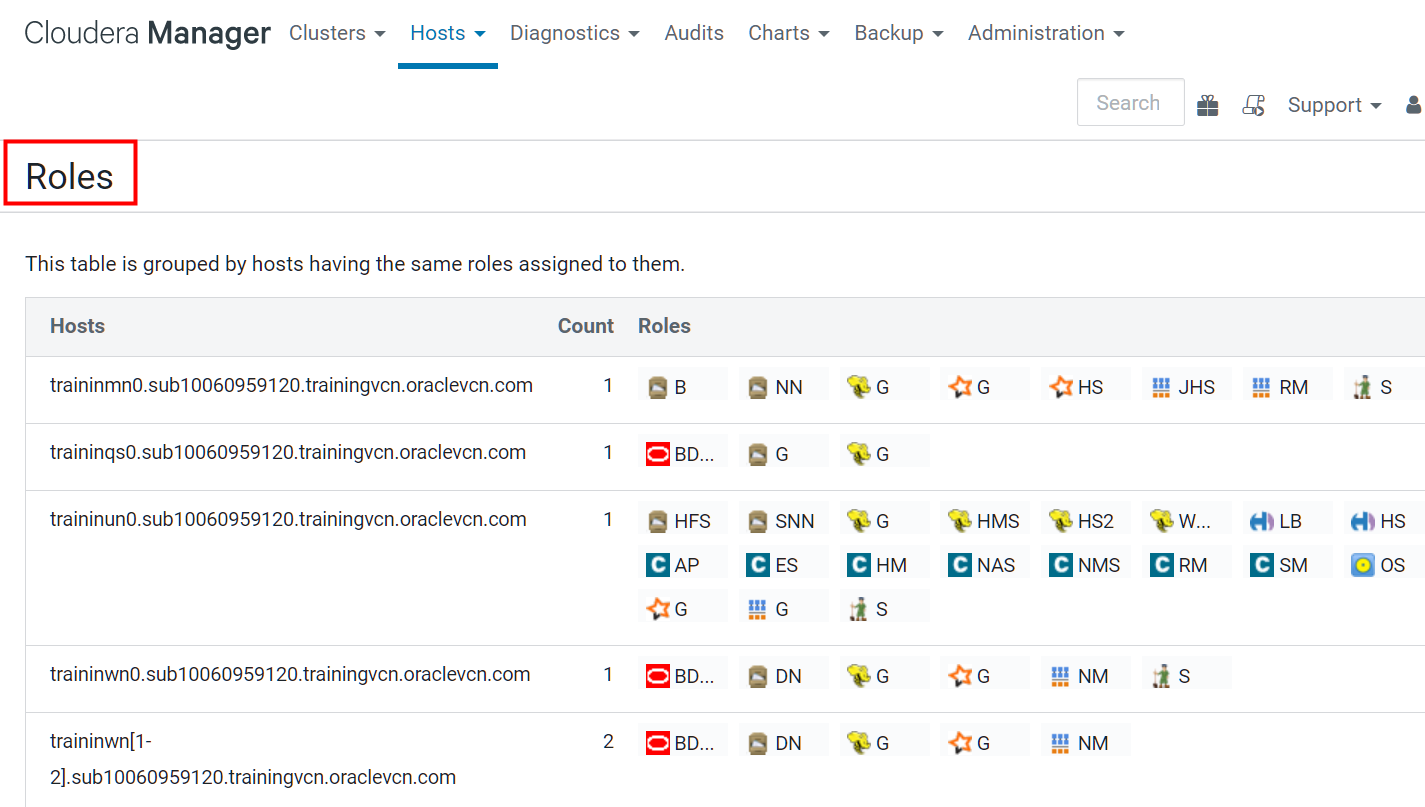 Cloudera Manager Clusters Hosts Diagnostics Audits Charts Backup Administration
Search Support
Roles
This table is grouped by hosts having the same roles assigned to them.
Hosts Count Roles
traininmn0.sub10060959120.trainingvcn.oraclevcn.com 1 B NN G G HS JHS RM S
traininqs0.sub10060959120.trainingvcn.oraclevcn.com 1 BD... G G
traininun0.sub10060959120.trainingvcn.oraclevcn.com 1 HFS SNN G HMS HS2 W... LB HS
C AP C ES C HM C NAS C NMS C RM C SM OS
G G S
traininwn0.sub10060959120.trainingvcn.oraclevcn.com 1 BD... DN G G NM S
traininwn[1- 2 BD... DN G G NM
2].sub10060959120.trainingvcn.oraclevcn.com